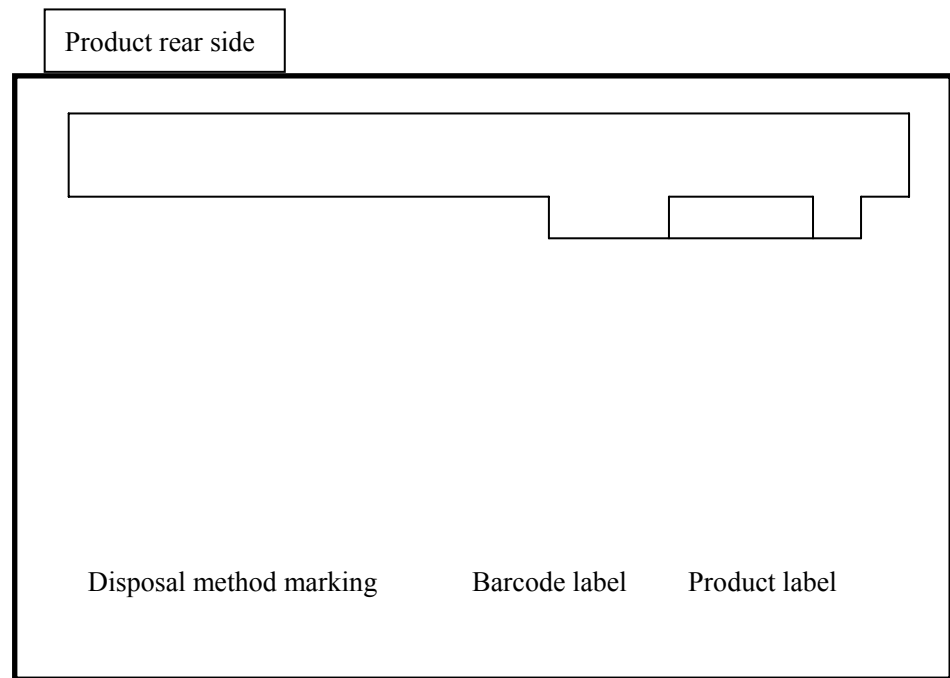 Product rear side
Disposal method marking Barcode label Product label